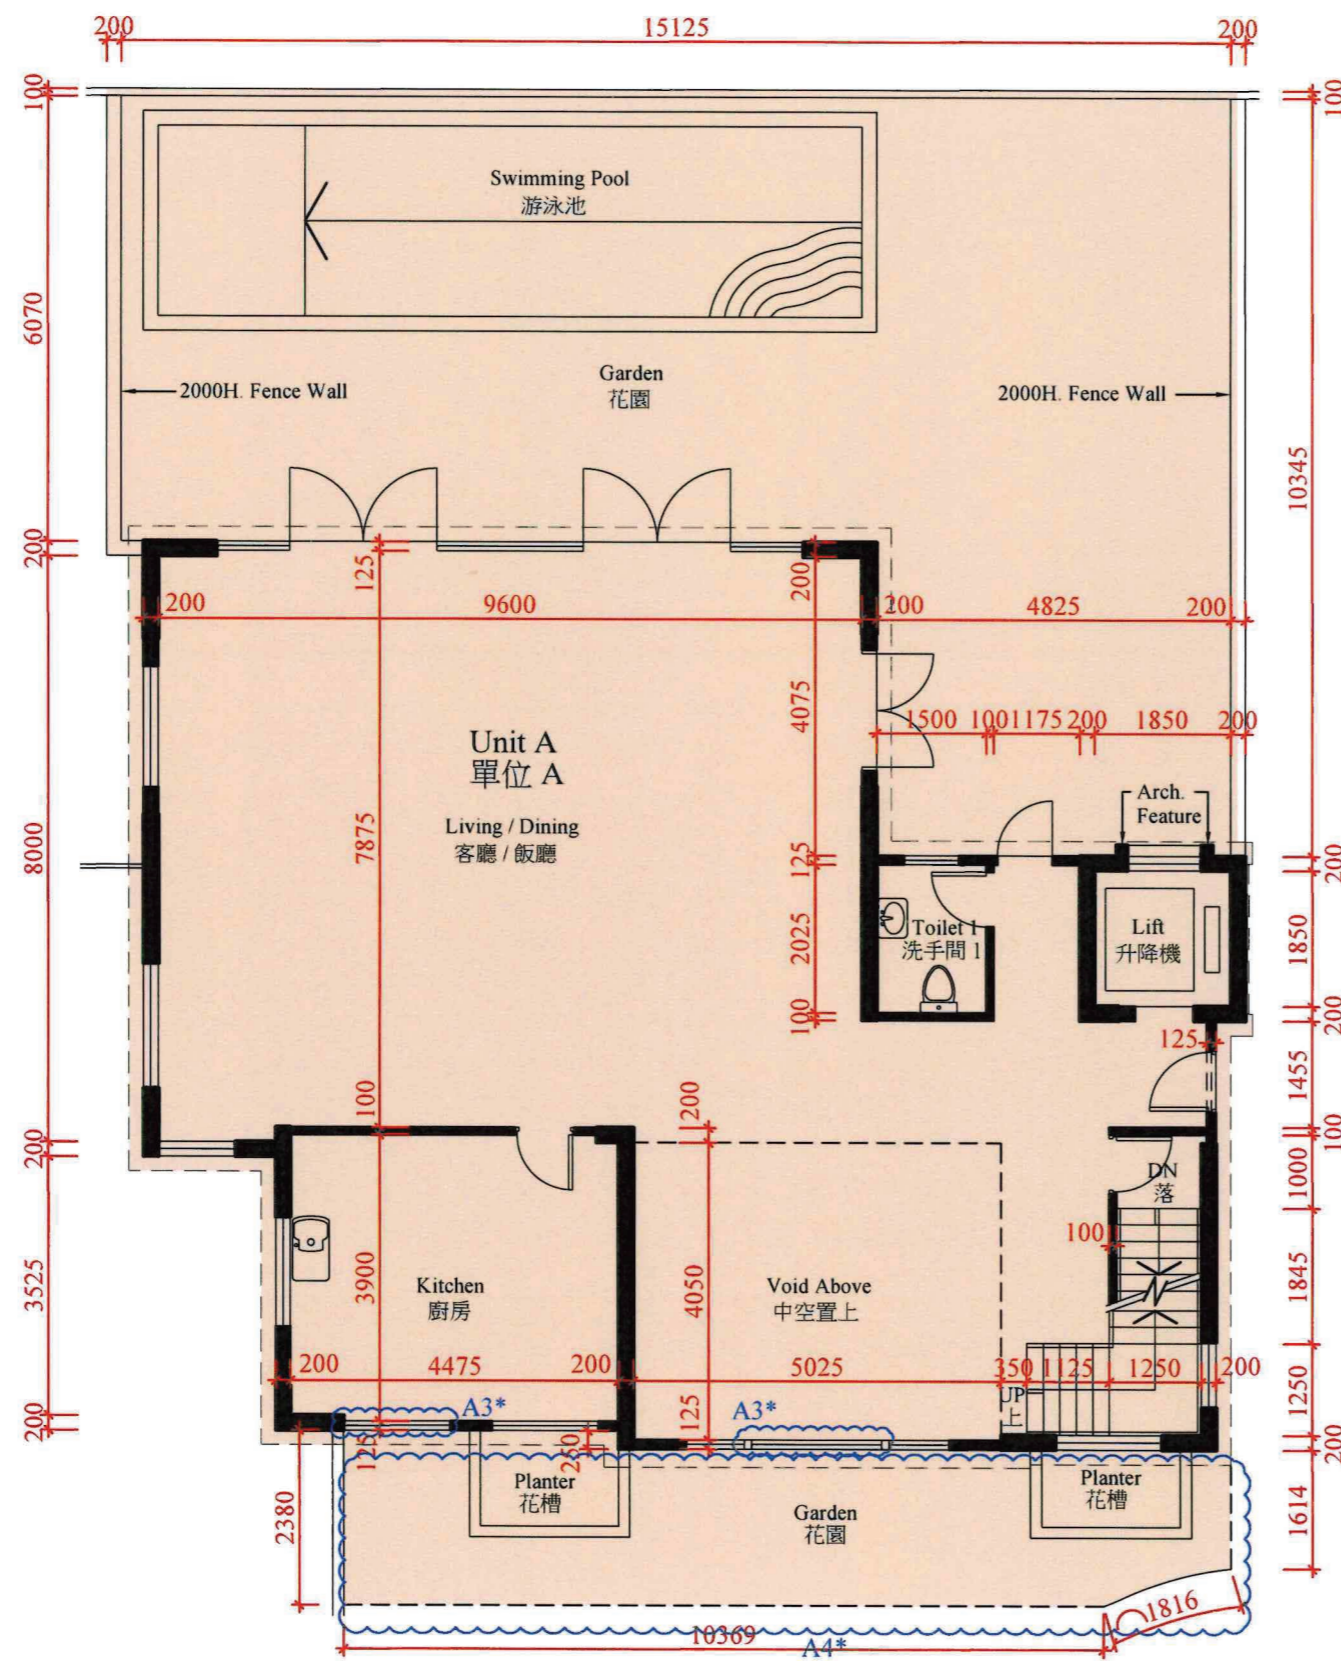 200 15125 200
100
100
Swimming Pool
游泳池
6070
Garden
花園
2000H. Fence Wall
2000H. Fence Wall
10345
200
125
200
200 9600 200 4825 200
4075
1500 100 1175 200 1850 200
Unit A
單位 A
Arch.
Feature
Living / Dining
客廳 / 飯廳
7875
8000
125
200
Toilet 1
洗手間 1
Lift
升降機
2025
1850
100
200
125
1455
100
200
200
100
DN
落
1000
100
3525
3900
Kitchen
廚房
4050
Void Above
中空置上
1845
200 4475 200 5025 350 1125 1250 200
1250
UP
上
A3*
A3*
125
200
125
250
200
Planter
花槽
Planter
花槽
2380
Garden
花園
1614
1816
10369
A4*